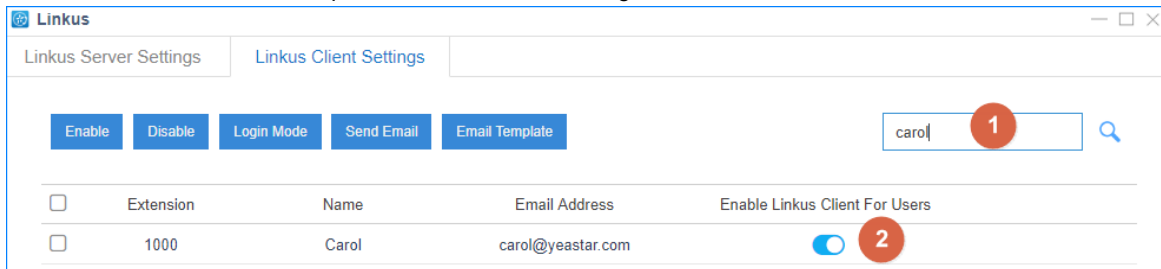 Linkus
Linkus Server Settings Linkus Client Settings
Enable Disable Login Mode Send Email Email Template carol 1
Extension Name Email Address Enable Linkus Client For Users
1000 Carol carol@yeastar.com 2